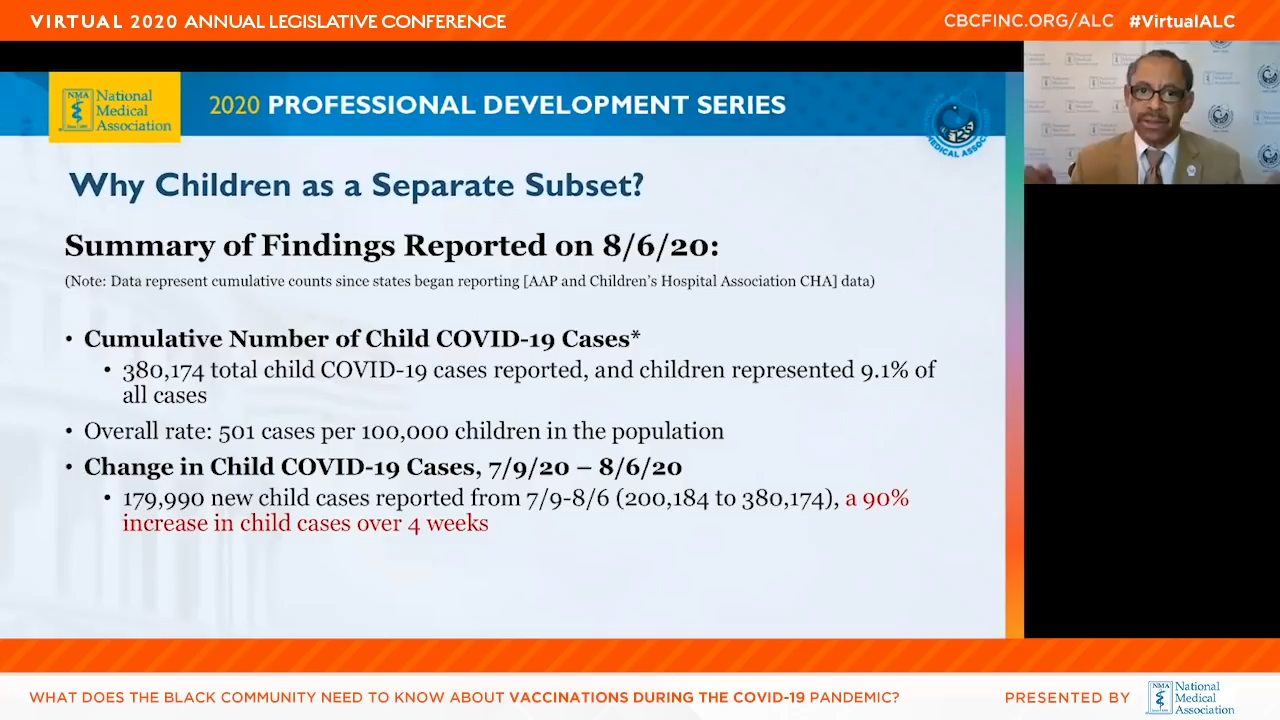 VIRTUAL 2020 ANNUAL LEGISLATIVE CONFERENCE
CBCFINC.ORG/ALC #VirtualALC
NMA
National
Medical
Association
2020 PROFESSIONAL DEVELOPMENT SERIES
Why Children as a Separate Subset?
Summary of Findings Reported on 8/6/20:
(Note: Data represent cumulative counts since states began reporting [AAP and Children's Hospital Association CHA] data)
• Cumulative Number of Child COVID-19 Cases*
• 380,174 total child COVID-19 cases reported, and children represented 9.1% of
all cases
• Overall rate: 501 cases per 100,000 children in the population
• Change in Child COVID-19 Cases, 7/9/20 – 8/6/20
• 179,990 new child cases reported from 7/9-8/6 (200,184 to 380,174), a 90%
increase in child cases over 4 weeks
WHAT DOES THE BLACK COMMUNITY NEED TO KNOW ABOUT VACCINATIONS DURING THE COVID-19 PANDEMIC?
PRESENTED BY
NMA
National
Medical
Association